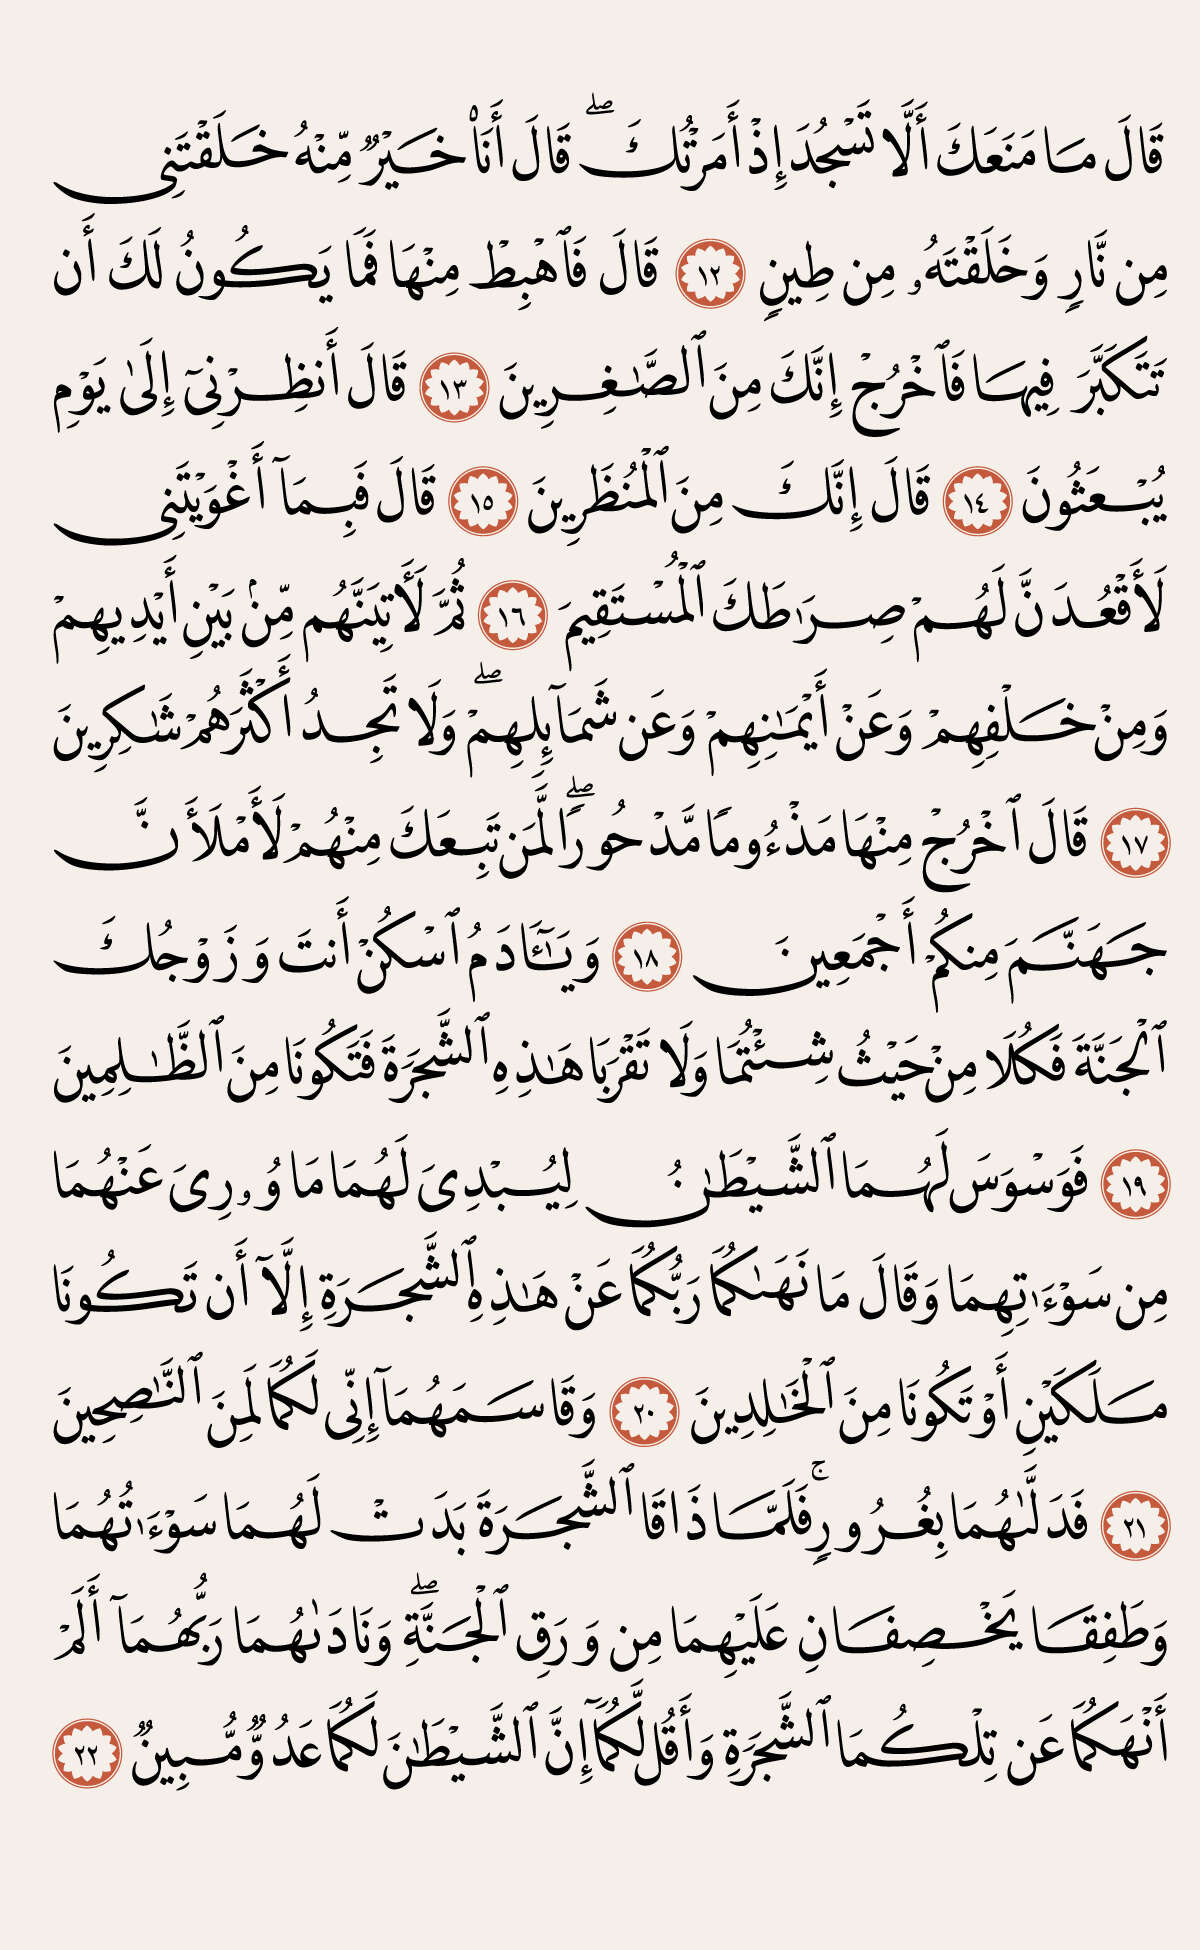 قَالَ مَا مَنَعَكَ أَلَّا تَسْجُدَ إِذْ أَمَرْتُكَ ۖ قَالَ أَنَا۠ خَيْرٌ مِّنْهُ خَلَقْتَنِى
مِن نَّارٍ وَخَلَقْتَهُۥ مِن طِينٍ ١٢ قَالَ فَٱهْبِطْ مِنْهَا فَمَا يَكُونُ لَكَ أَن
تَتَكَبَّرَ فِيهَا فَٱخْرُجْ إِنَّكَ مِنَ ٱلصَّٰغِرِينَ ١٣ قَالَ أَنظِرْنِىٓ إِلَىٰ يَوْمِ
يُبْعَثُونَ ١٤ قَالَ إِنَّكَ مِنَ ٱلْمُنظَرِينَ ١٥ قَالَ فَبِمَآ أَغْوَيْتَنِى
لَأَقْعُدَنَّ لَهُمْ صِرَٰطَكَ ٱلْمُسْتَقِيمَ ١٦ ثُمَّ لَـَٔاتِيَنَّهُم مِّنۢ بَيْنِ أَيْدِيهِمْ
وَمِنْ خَلْفِهِمْ وَعَنْ أَيْمَٰنِهِمْ وَعَن شَمَآئِلِهِمْ ۖ وَلَا تَجِدُ أَكْثَرَهُمْ شَٰكِرِينَ
١٧ قَالَ ٱخْرُجْ مِنْهَا مَذْءُومًا مَّدْحُورًا ۖ لَّمَن تَبِعَكَ مِنْهُمْ لَأَمْلَأَنَّ
جَهَنَّمَ مِنكُمْ أَجْمَعِينَ ١٨ وَيَٰٓـَٔادَمُ ٱسْكُنْ أَنتَ وَزَوْجُكَ
ٱلْجَنَّةَ فَكُلَا مِنْ حَيْثُ شِئْتُمَا وَلَا تَقْرَبَا هَٰذِهِ ٱلشَّجَرَةَ فَتَكُونَا مِنَ ٱلظَّٰلِمِينَ
١٩ فَوَسْوَسَ لَهُمَا ٱلشَّيْطَٰنُ لِيُبْدِىَ لَهُمَا مَا وُۥرِىَ عَنْهُمَا
مِن سَوْءَٰتِهِمَا وَقَالَ مَا نَهَىٰكُمَا رَبُّكُمَا عَنْ هَٰذِهِ ٱلشَّجَرَةِ إِلَّآ أَن تَكُونَا
مَلَكَيْنِ أَوْ تَكُونَا مِنَ ٱلْخَٰلِدِينَ ٢٠ وَقَاسَمَهُمَآ إِنِّى لَكُمَا لَمِنَ ٱلنَّٰصِحِينَ
٢١ فَدَلَّىٰهُمَا بِغُرُورٍ ۚ فَلَمَّا ذَاقَا ٱلشَّجَرَةَ بَدَتْ لَهُمَا سَوْءَٰتُهُمَا
وَطَفِقَا يَخْصِفَانِ عَلَيْهِمَا مِن وَرَقِ ٱلْجَنَّةِ ۖ وَنَادَىٰهُمَا رَبُّهُمَآ أَلَمْ
أَنْهَكُمَا عَن تِلْكُمَا ٱلشَّجَرَةِ وَأَقُل لَّكُمَآ إِنَّ ٱلشَّيْطَٰنَ لَكُمَا عَدُوٌّ مُّبِينٌ ٢٢